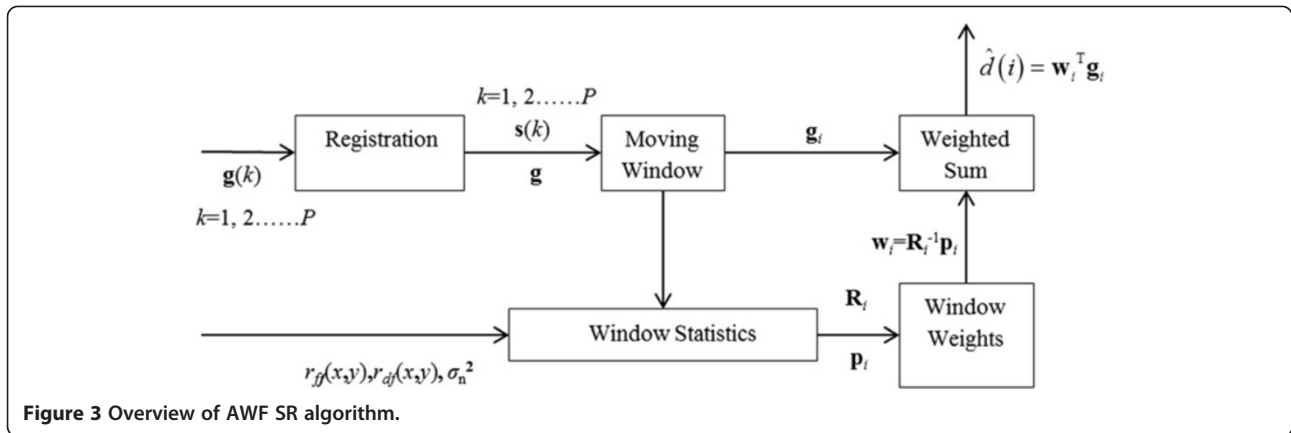 d̂(i) = wᵢᵀgᵢ
k=1, 2......P
Registration
s(k)
Moving
Window
gᵢ
Weighted
Sum
g(k)
g
k=1, 2......P
wᵢ=Rᵢ⁻¹pᵢ
Window Statistics
Rᵢ
pᵢ
Window
Weights
r_ff(x,y),r_df(x,y), σₙ²
Figure 3 Overview of AWF SR algorithm.